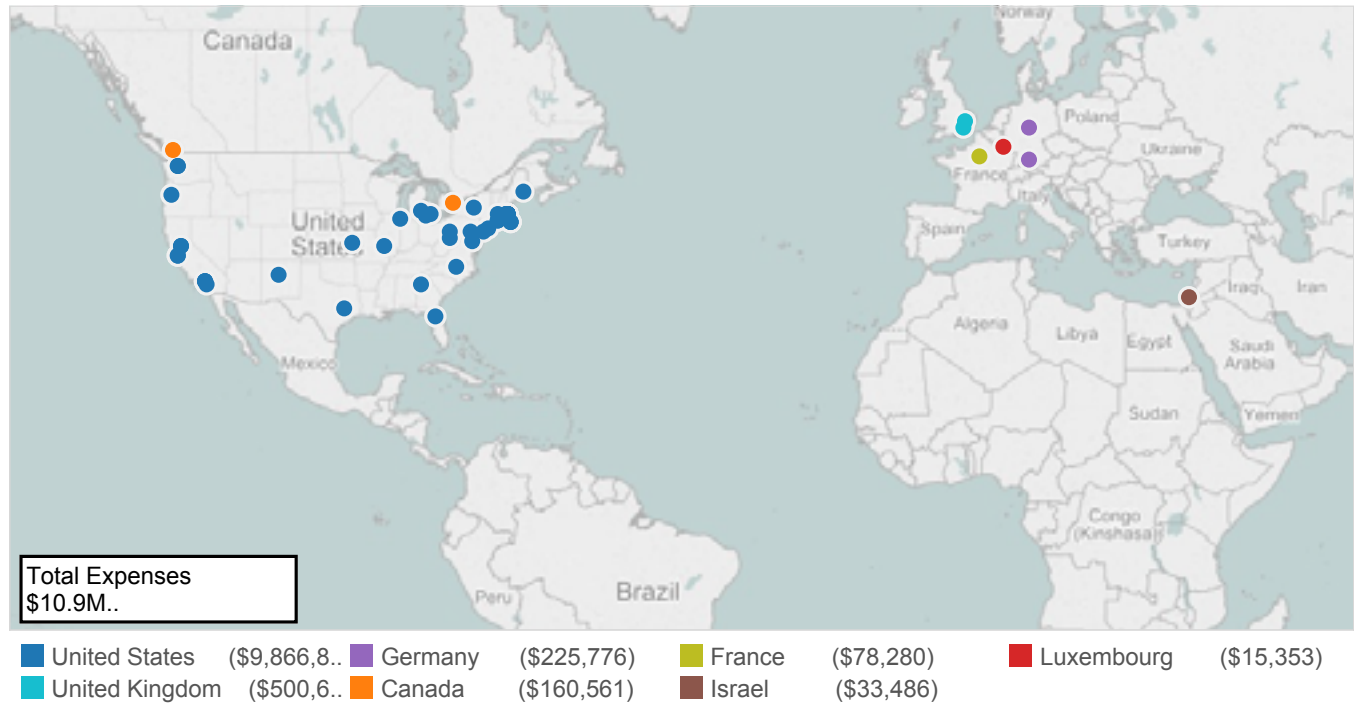 Norway
Canada
Poland
Ukraine
France
United
States
Italy
Spain
Turkey
Iraq
Iran
Algeria
Libya
Egypt
Saudi
Arabia
Mexico
Sudan
Yemen
Congo
(Kinshasa)
Total Expenses
$10.9M..
Peru
Brazil
United States ($9,866,8.. Germany ($225,776) France ($78,280) Luxembourg ($15,353)
United Kingdom ($500,6.. Canada ($160,561) Israel ($33,486)